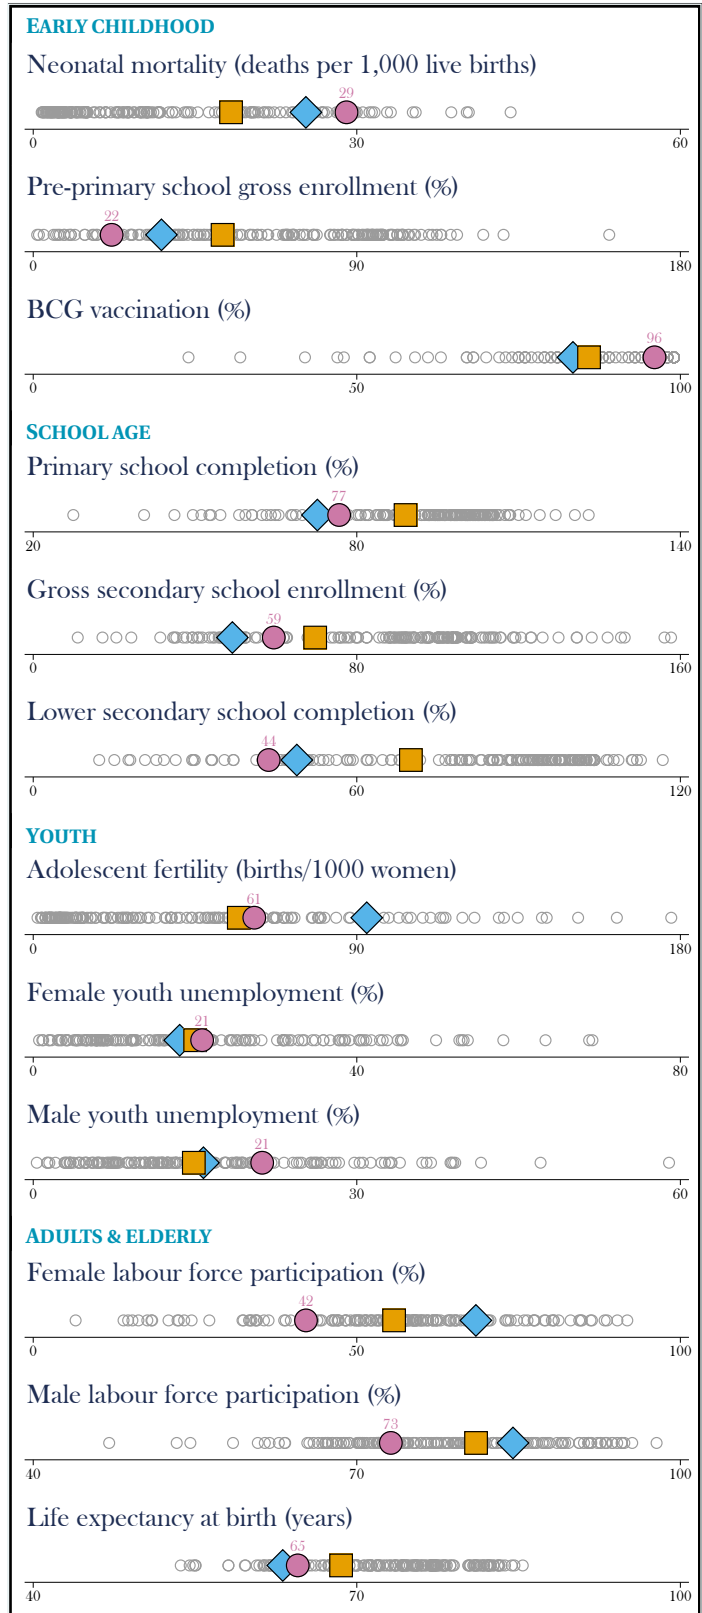 EARLY CHILDHOOD
Neonatal mortality (deaths per 1,000 live births)
29
0 30 60
Pre-primary school gross enrollment (%)
22
0 90 180
BCG vaccination (%)
96
0 50 100
SCHOOL AGE
Primary school completion (%)
77
20 80 140
Gross secondary school enrollment (%)
59
0 80 160
Lower secondary school completion (%)
44
0 60 120
YOUTH
Adolescent fertility (births/1000 women)
61
0 90 180
Female youth unemployment (%)
21
0 40 80
Male youth unemployment (%)
21
0 30 60
ADULTS & ELDERLY
Female labour force participation (%)
42
0 50 100
Male labour force participation (%)
73
40 70 100
Life expectancy at birth (years)
65
40 70 100